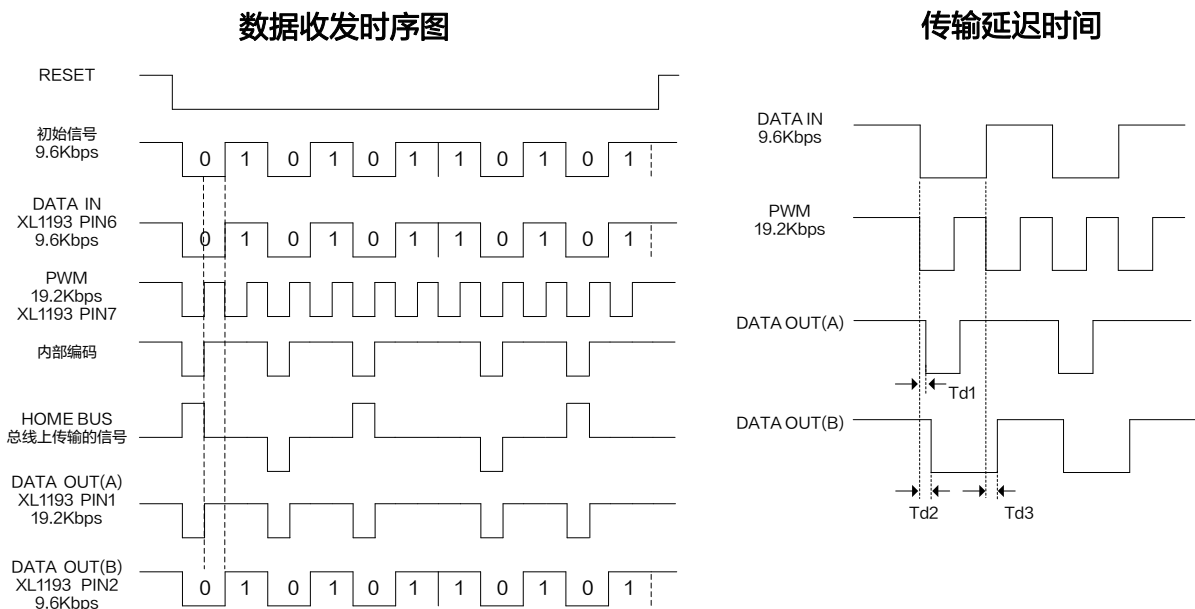 数据收发时序图
RESET
初始信号
9.6Kbps
0 1 0 1 0 1 1 0 1 0 1
DATA IN
XL1193 PIN6
9.6Kbps
0 1 0 1 0 1 1 0 1 0 1
PWM
19.2Kbps
XL1193 PIN7
内部编码
HOME BUS
总线上传输的信号
DATA OUT(A)
XL1193 PIN1
19.2Kbps
DATA OUT(B)
XL1193 PIN2
9.6Kbps
0 1 0 1 0 1 1 0 1 0 1
传输延迟时间
DATA IN
9.6Kbps
PWM
19.2Kbps
DATA OUT(A)
Td1
DATA OUT(B)
Td2 Td3